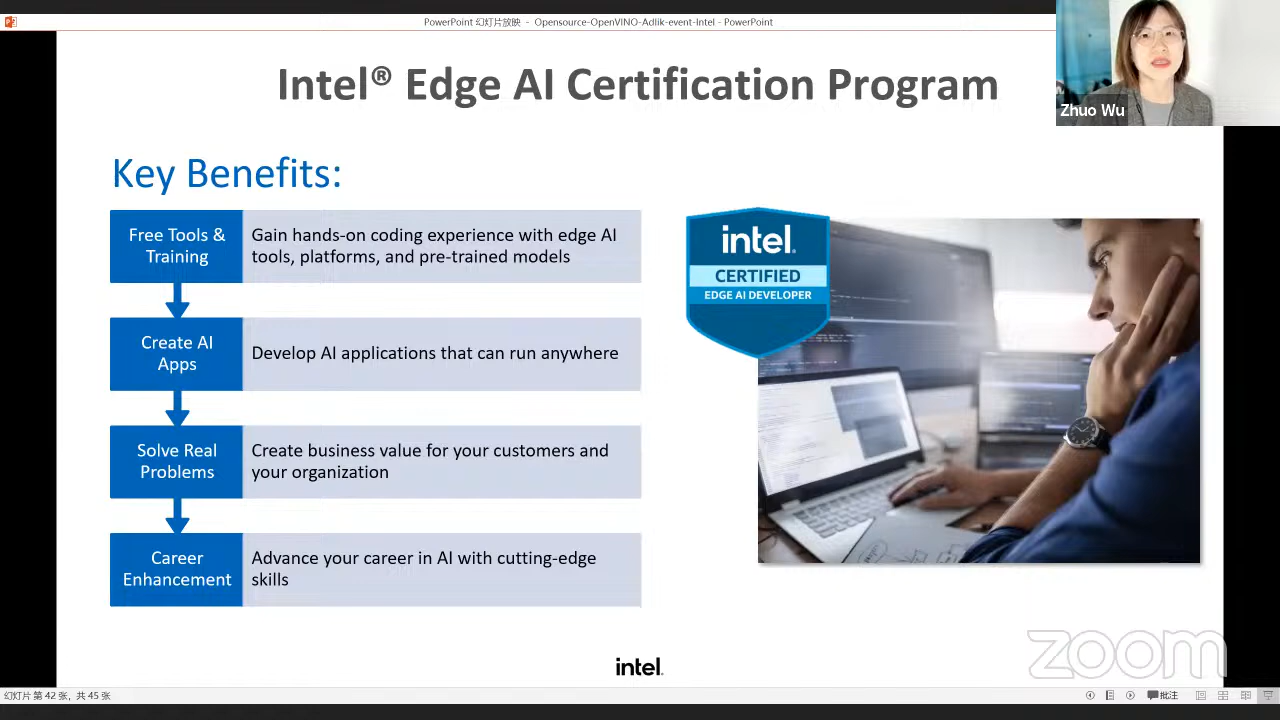 PowerPoint 幻灯片放映 - Opensource-OpenVINO-Adlik-event-Intel - PowerPoint
Zhuo Wu
Intel® Edge AI Certification Program
Key Benefits:
Free Tools &
Training
Gain hands-on coding experience with edge AI
tools, platforms, and pre-trained models
Create AI
Apps
Develop AI applications that can run anywhere
Solve Real
Problems
Create business value for your customers and
your organization
Career
Enhancement
Advance your career in AI with cutting-edge
skills
intel.
CERTIFIED
EDGE AI DEVELOPER
intel.
zoom
幻灯片 第 42 张，共 45 张
批注